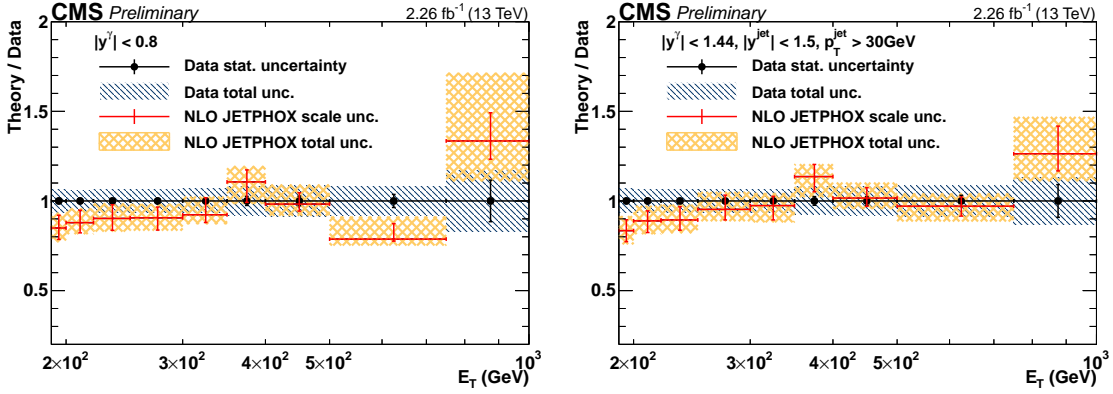 CMS Preliminary 2.26 fb⁻¹ (13 TeV)
|y^γ| < 0.8
Data stat. uncertainty
Data total unc.
NLO JETPHOX scale unc.
NLO JETPHOX total unc.
Theory / Data
2
1.5
1
0.5
2×10² 3×10² 4×10² 5×10² 10³
E_T (GeV)
CMS Preliminary 2.26 fb⁻¹ (13 TeV)
|y^γ| < 1.44, |y^jet| < 1.5, p_T^jet > 30GeV
Data stat. uncertainty
Data total unc.
NLO JETPHOX scale unc.
NLO JETPHOX total unc.
Theory / Data
2
1.5
1
0.5
2×10² 3×10² 4×10² 5×10² 10³
E_T (GeV)